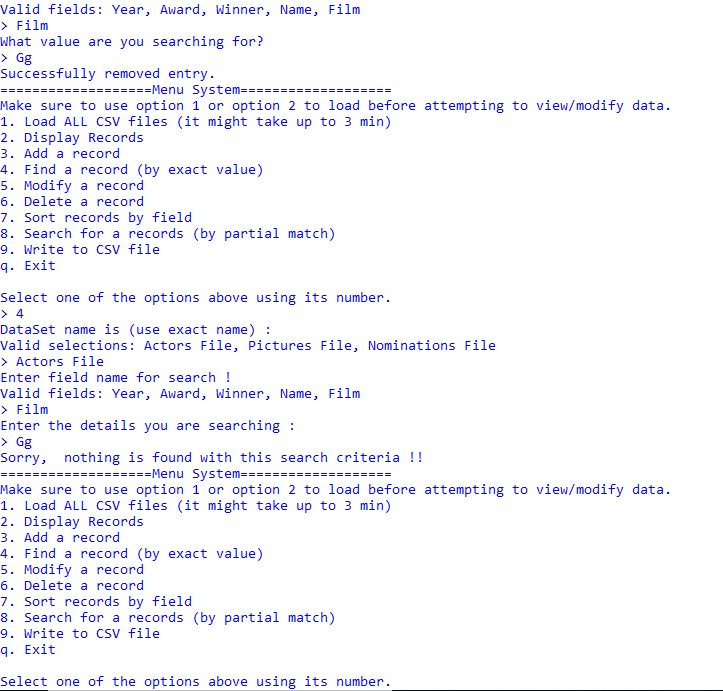 Valid fields: Year, Award, Winner, Name, Film
> Film
What value are you searching for?
> Gg
Successfully removed entry.
===================Menu System===================
Make sure to use option 1 or option 2 to load before attempting to view/modify data.
1. Load ALL CSV files (it might take up to 3 min)
2. Display Records
3. Add a record
4. Find a record (by exact value)
5. Modify a record
6. Delete a record
7. Sort records by field
8. Search for a records (by partial match)
9. Write to CSV file
q. Exit

Select one of the options above using its number.
> 4
DataSet name is (use exact name) :
Valid selections: Actors File, Pictures File, Nominations File
> Actors File
Enter field name for search !
Valid fields: Year, Award, Winner, Name, Film
> Film
Enter the details you are searching :
> Gg
Sorry,  nothing is found with this search criteria !!
===================Menu System===================
Make sure to use option 1 or option 2 to load before attempting to view/modify data.
1. Load ALL CSV files (it might take up to 3 min)
2. Display Records
3. Add a record
4. Find a record (by exact value)
5. Modify a record
6. Delete a record
7. Sort records by field
8. Search for a records (by partial match)
9. Write to CSV file
q. Exit

Select one of the options above using its number.